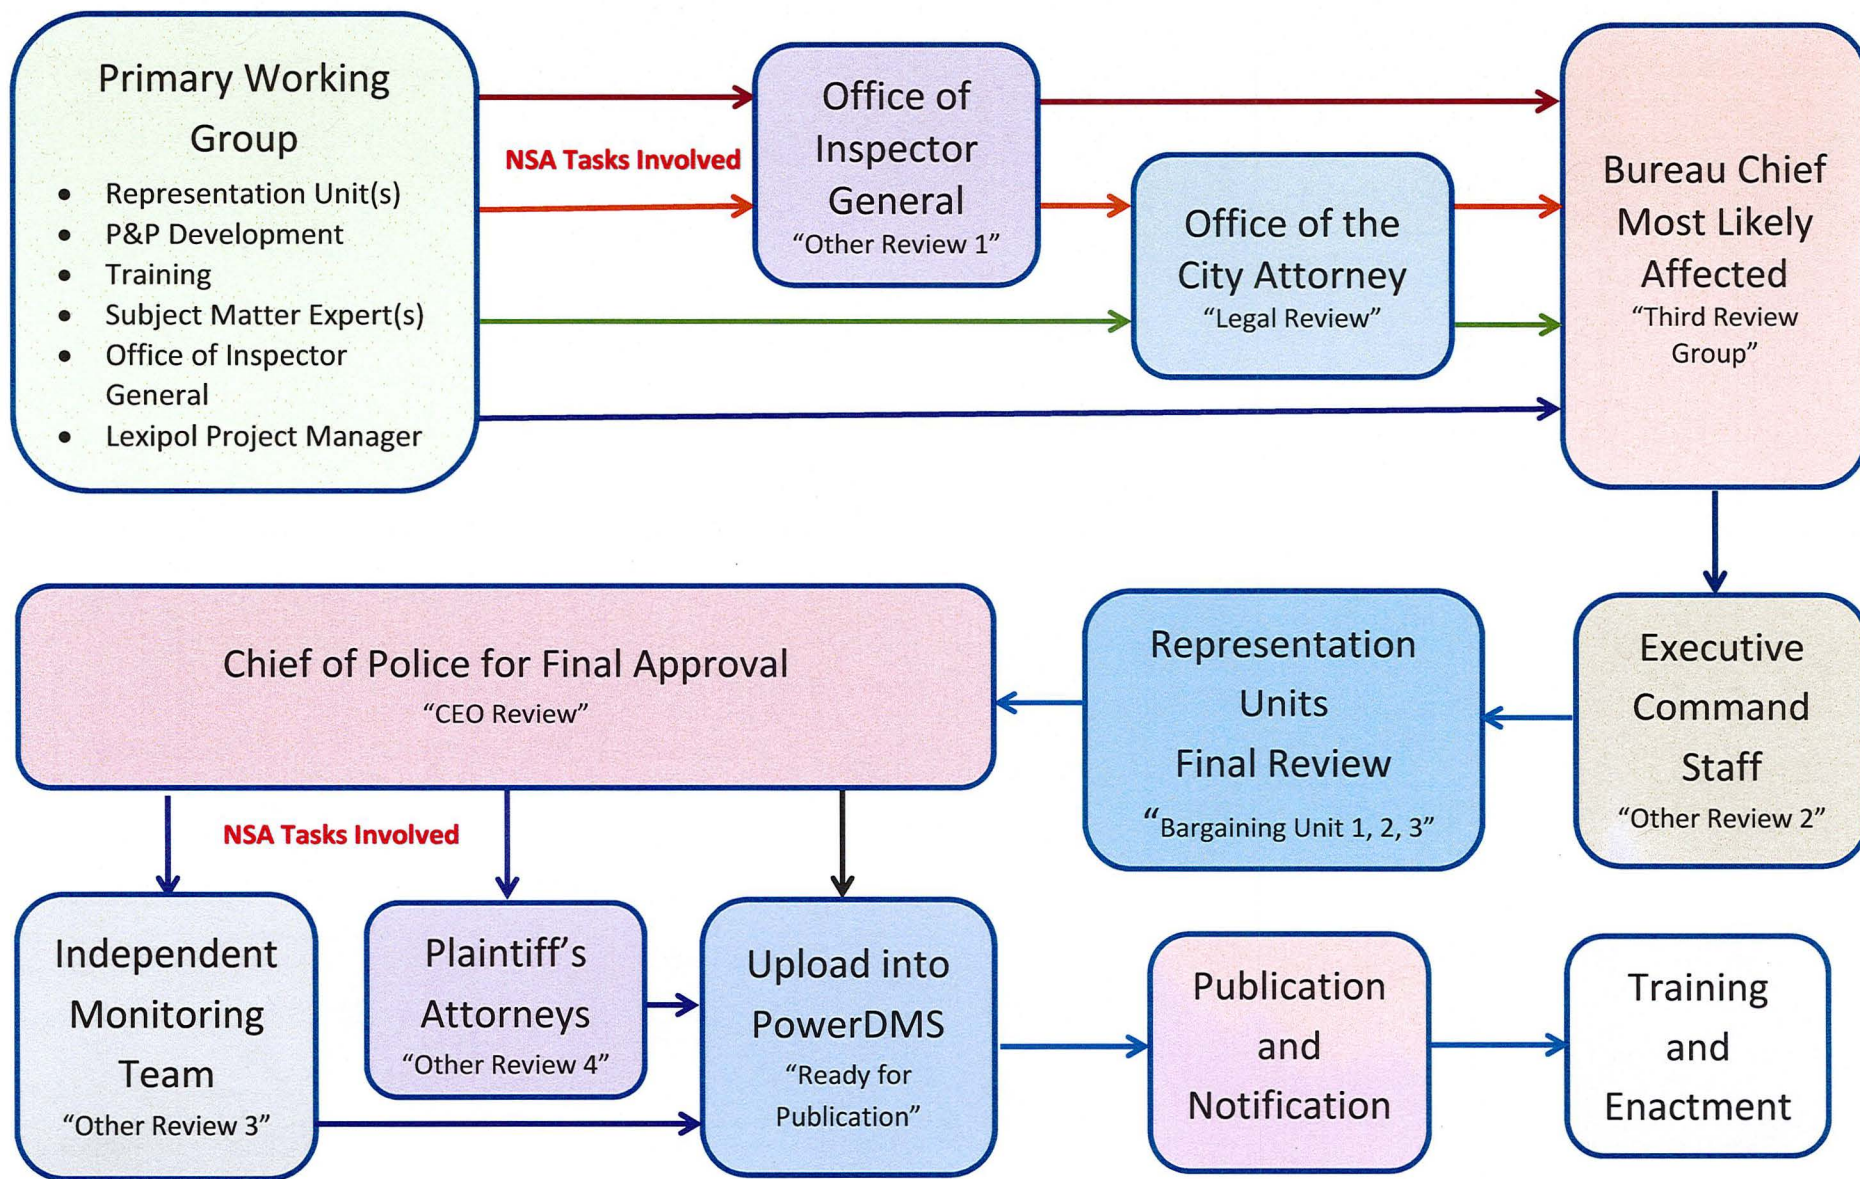 Primary Working
Group
• Representation Unit(s)
• P&P Development
• Training
• Subject Matter Expert(s)
• Office of Inspector
General
• Lexipol Project Manager
NSA Tasks Involved
Office of
Inspector
General
“Other Review 1”
Office of the
City Attorney
“Legal Review”
Bureau Chief
Most Likely
Affected
“Third Review
Group”
Executive
Command
Staff
“Other Review 2”
Representation
Units
Final Review
“Bargaining Unit 1, 2, 3”
Chief of Police for Final Approval
“CEO Review”
NSA Tasks Involved
Independent
Monitoring
Team
“Other Review 3”
Plaintiff’s
Attorneys
“Other Review 4”
Upload into
PowerDMS
“Ready for
Publication”
Publication
and
Notification
Training
and
Enactment